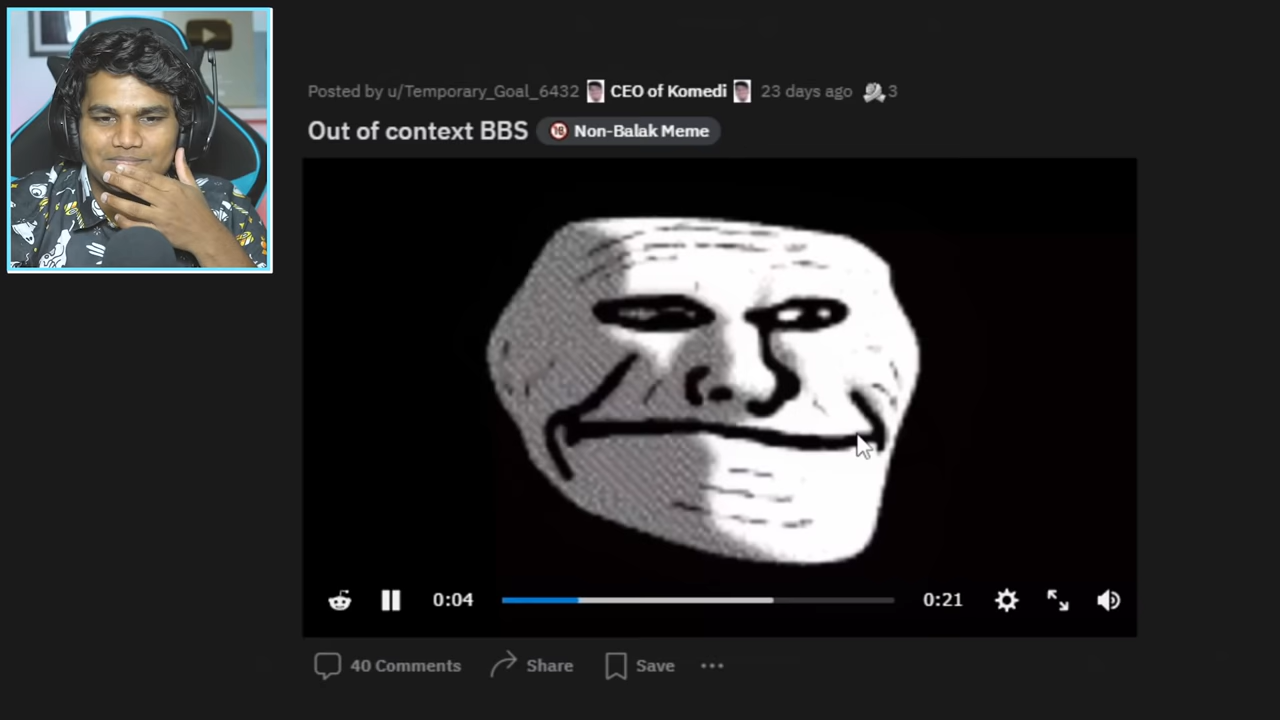 Posted by u/Temporary_Goal_6432 CEO of Komedi 23 days ago 3
Out of context BBS 18 Non-Balak Meme
0:04 0:21
40 Comments Share Save